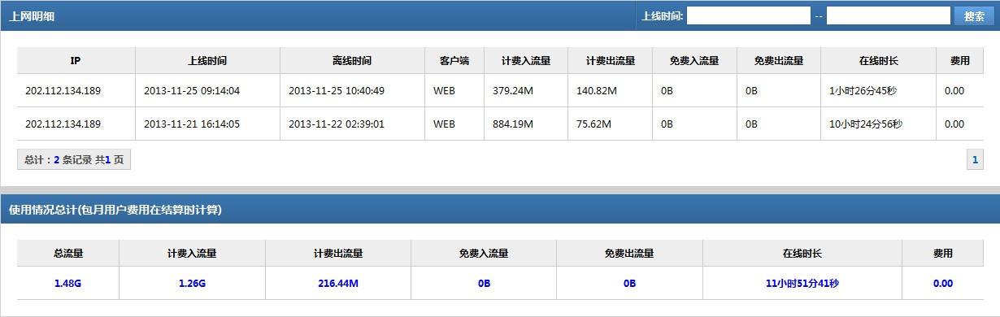 上网明细 上线时间: -- 搜索
IP 上线时间 离线时间 客户端 计费入流量 计费出流量 免费入流量 免费出流量 在线时长 费用
202.112.134.189 2013-11-25 09:14:04 2013-11-25 10:40:49 WEB 379.24M 140.82M 0B 0B 1小时26分45秒 0.00
202.112.134.189 2013-11-21 16:14:05 2013-11-22 02:39:01 WEB 884.19M 75.62M 0B 0B 10小时24分56秒 0.00
总计：2 条记录 共1 页 1
使用情况总计(包月用户费用在结算时计算)
总流量 计费入流量 计费出流量 免费入流量 免费出流量 在线时长 费用
1.48G 1.26G 216.44M 0B 0B 11小时51分41秒 0.00